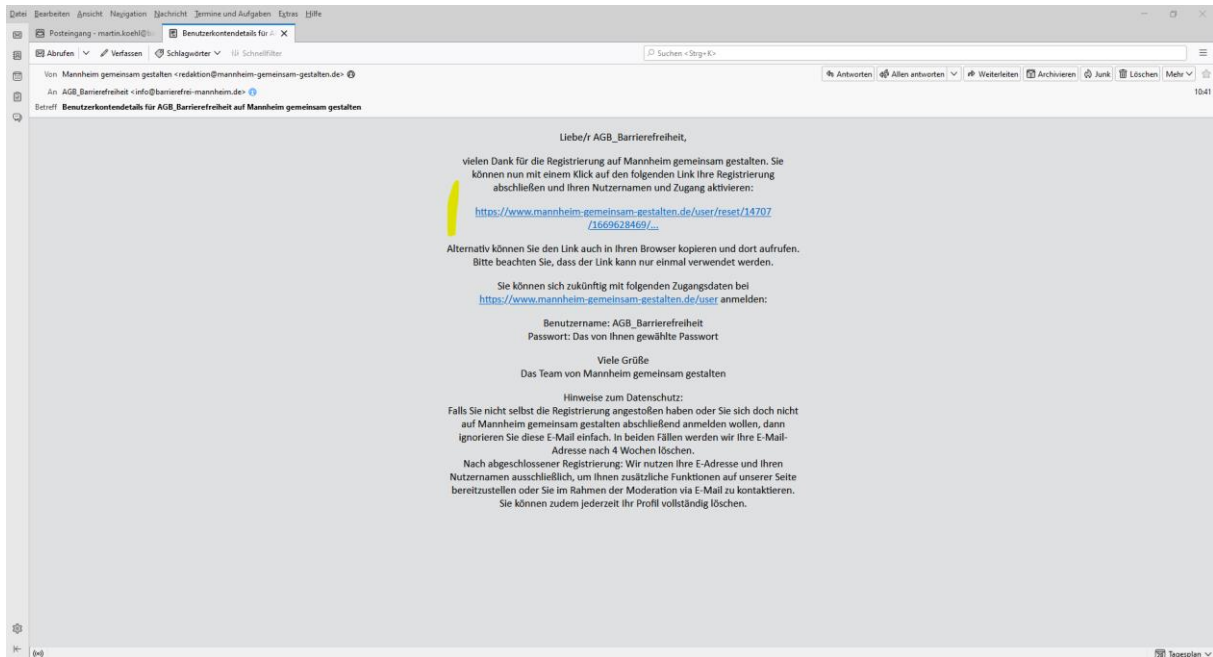 Datei Bearbeiten Ansicht Navigation Nachricht Termine und Aufgaben Extras Hilfe
Posteingang - martin.koehl@b
Benutzerkontendetails für A
Abrufen Verfassen Schlagwörter Schnellfilter
Suchen <Strg+K>
Von Mannheim gemeinsam gestalten <redaktion@mannheim-gemeinsam-gestalten.de>
Antworten Allen antworten Weiterleiten Archivieren Junk Löschen Mehr
An AGB_Barrierefreiheit <info@barrierefrei-mannheim.de>
10:41
Betreff Benutzerkontendetails für AGB_Barrierefreiheit auf Mannheim gemeinsam gestalten
Liebe/r AGB_Barrierefreiheit,
vielen Dank für die Registrierung auf Mannheim gemeinsam gestalten. Sie
können nun mit einem Klick auf den folgenden Link Ihre Registrierung
abschließen und Ihren Nutzernamen und Zugang aktivieren:
https://www.mannheim-gemeinsam-gestalten.de/user/reset/14707
/1669628469/...
Alternativ können Sie den Link auch in Ihren Browser kopieren und dort aufrufen.
Bitte beachten Sie, dass der Link kann nur einmal verwendet werden.
Sie können sich zukünftig mit folgenden Zugangsdaten bei
https://www.mannheim-gemeinsam-gestalten.de/user anmelden:
Benutzername: AGB_Barrierefreiheit
Passwort: Das von Ihnen gewählte Passwort
Viele Grüße
Das Team von Mannheim gemeinsam gestalten
Hinweise zum Datenschutz:
Falls Sie nicht selbst die Registrierung angestoßen haben oder Sie sich doch nicht
auf Mannheim gemeinsam gestalten abschließend anmelden wollen, dann
ignorieren Sie diese E-Mail einfach. In beiden Fällen werden wir Ihre E-Mail-
Adresse nach 4 Wochen löschen.
Nach abgeschlossener Registrierung: Wir nutzen Ihre E-Adresse und Ihren
Nutzernamen ausschließlich, um Ihnen zusätzliche Funktionen auf unserer Seite
bereitzustellen oder Sie im Rahmen der Moderation via E-Mail zu kontaktieren.
Sie können zudem jederzeit Ihr Profil vollständig löschen.
Tagesplan